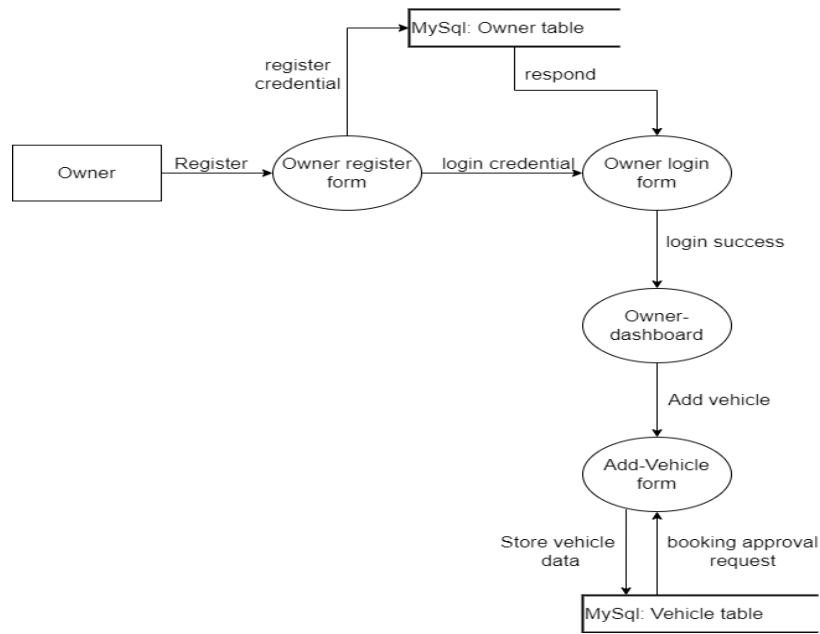 MySql: Owner table
register
credential
respond
Owner
Register
Owner register
form
login credential
Owner login
form
login success
Owner-
dashboard
Add vehicle
Add-Vehicle
form
Store vehicle
data
booking approval
request
MySql: Vehicle table